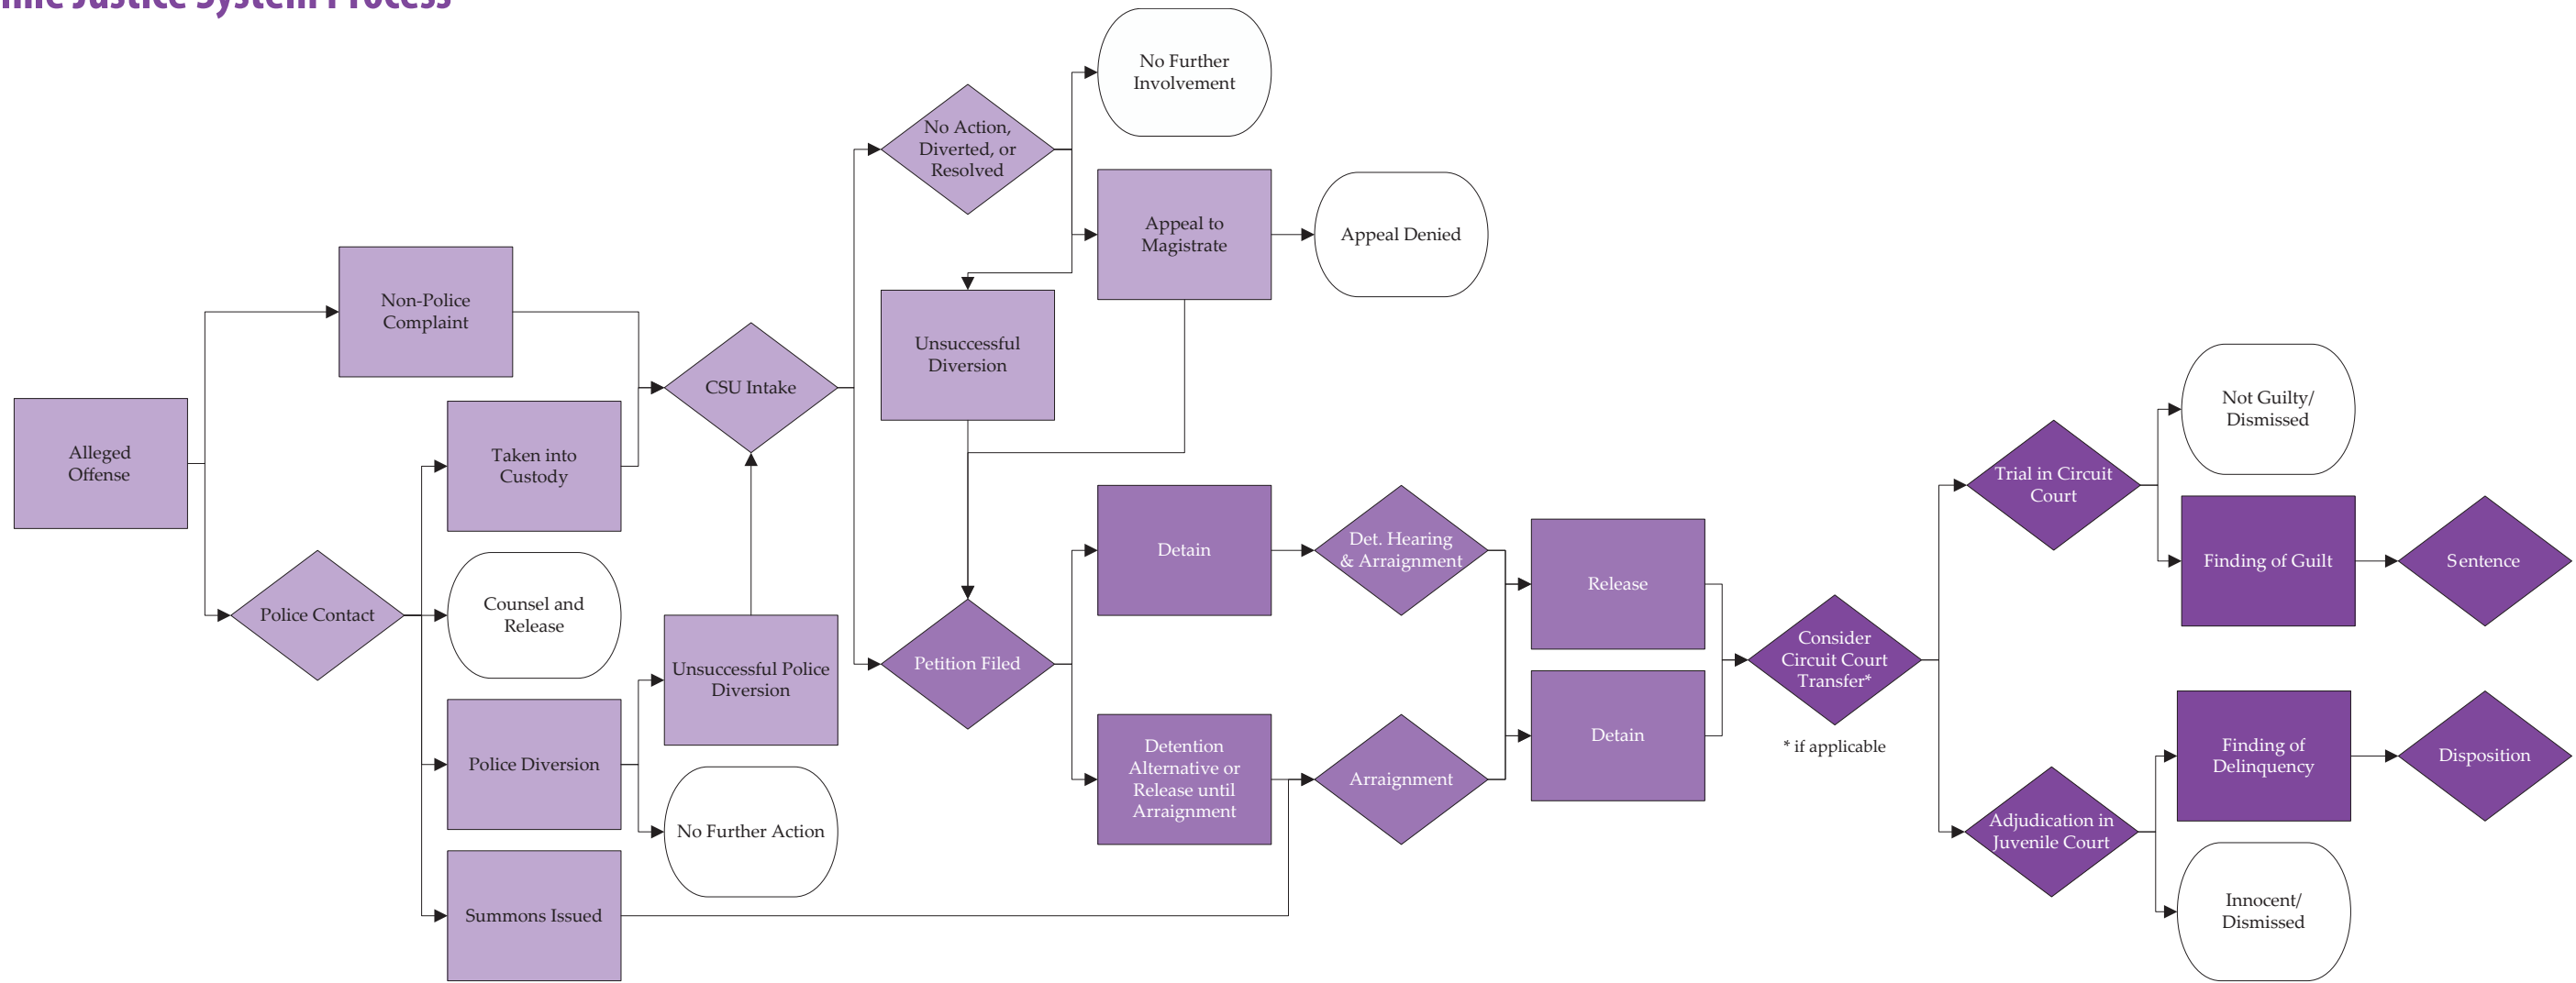 Justice System Process
No Further
Involvement
No Action,
Diverted, or
Resolved
Appeal to
Magistrate
Appeal Denied
Non-Police
Complaint
Unsuccessful
Diversion
CSU Intake
Alleged
Offense
Taken into
Custody
Not Guilty/
Dismissed
Trial in Circuit
Court
Detain
Det. Hearing
& Arraignment
Release
Finding of Guilt
Sentence
Police Contact
Counsel and
Release
Unsuccessful Police
Diversion
Petition Filed
Consider
Circuit Court
Transfer*
* if applicable
Police Diversion
Detention
Alternative or
Release until
Arraignment
Arraignment
Detain
Finding of
Delinquency
Disposition
No Further Action
Adjudication in
Juvenile Court
Summons Issued
Innocent/
Dismissed